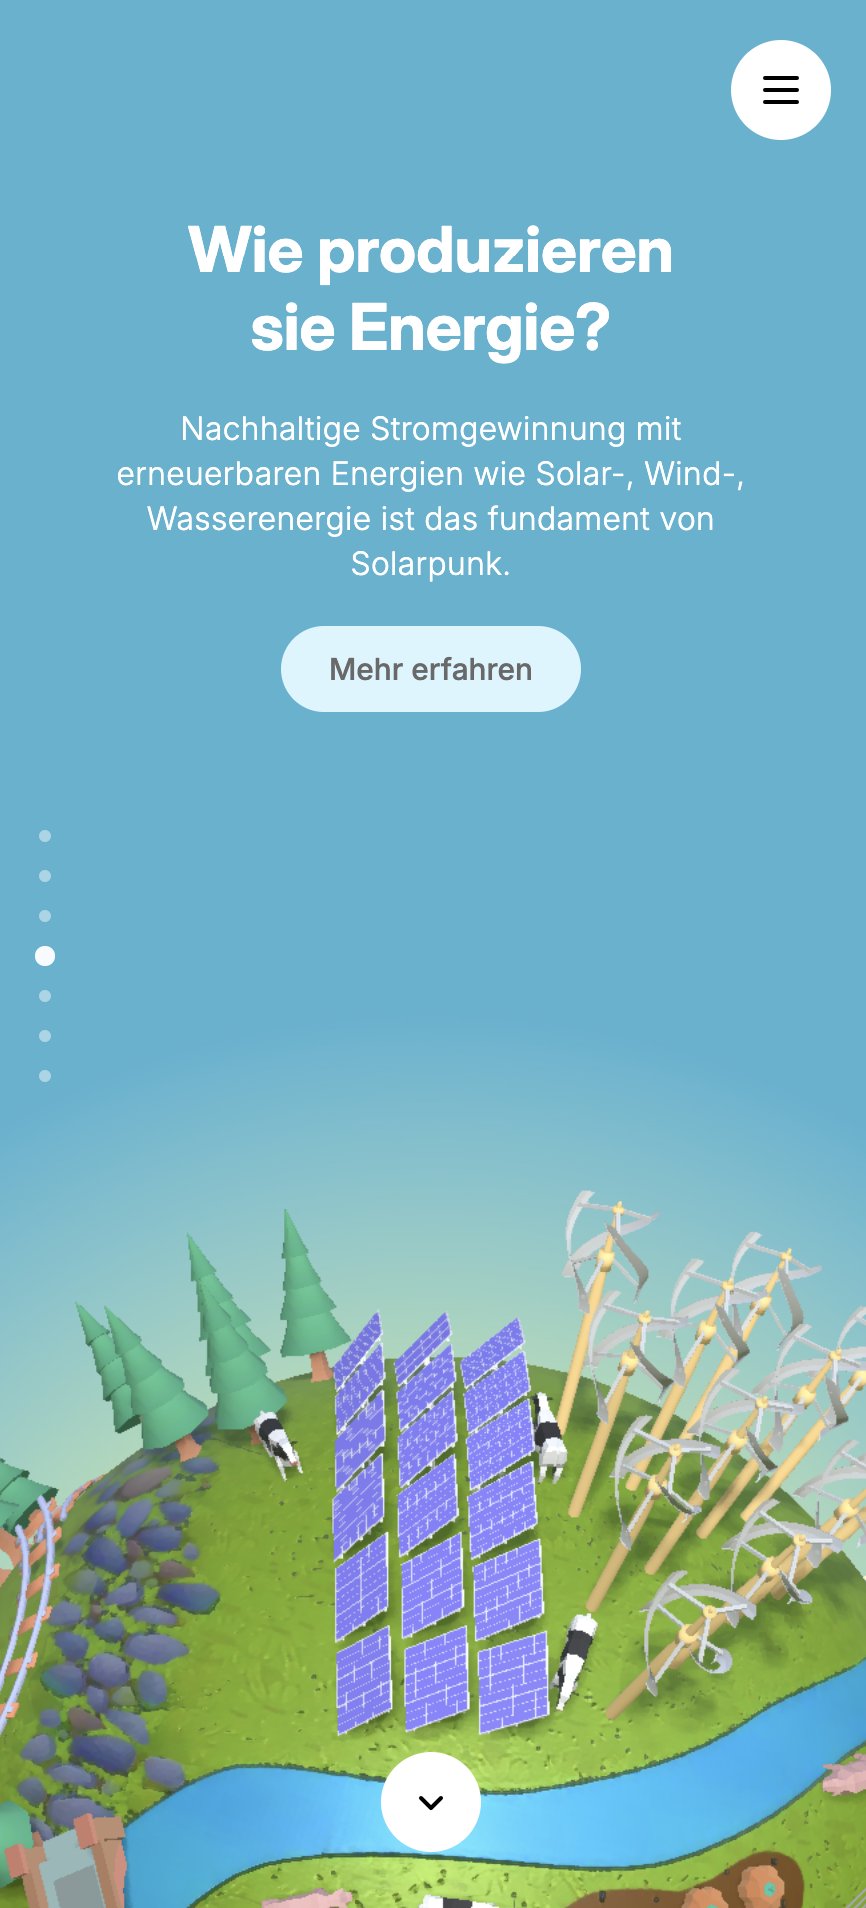 Wie produzieren
sie Energie?
Nachhaltige Stromgewinnung mit
erneuerbaren Energien wie Solar-, Wind-,
Wasserenergie ist das fundament von
Solarpunk.
Mehr erfahren